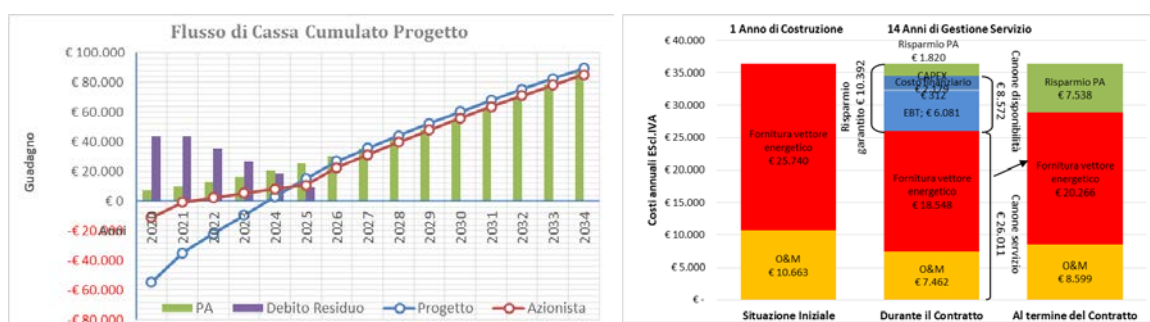 Flusso di Cassa Cumulato Progetto
Guadagno
€ 100.000
€ 80.000
€ 60.000
€ 40.000
€ 20.000
€ 0
-€ 20.000
-€ 40.000
-€ 60.000
-€ 80.000
Anni
2020
2021
2022
2023
2024
2025
2026
2027
2028
2029
2030
2031
2032
2033
2034
PA
Debito Residuo
Progetto
Azionista
1 Anno di Costruzione
14 Anni di Gestione Servizio
Costi annuali EScl.IVA
€ 40.000
€ 35.000
€ 30.000
€ 25.000
€ 20.000
€ 15.000
€ 10.000
€ 5.000
€ -
Fornitura vettore
energetico
€ 25.740
O&M
€ 10.663
Situazione Iniziale
Risparmio
garantito € 10.392
Risparmio PA
€ 1.820
CAPEX
Costo finanziario
€ 2.179
€ 312
EBT; € 6.081
Fornitura vettore
energetico
€ 18.548
O&M
€ 7.462
Durante il Contratto
Canone disponibilità
€ 8.572
Canone servizio
€ 26.011
Risparmio PA
€ 7.538
Fornitura vettore
energetico
€ 20.266
O&M
€ 8.599
Al termine del Contratto